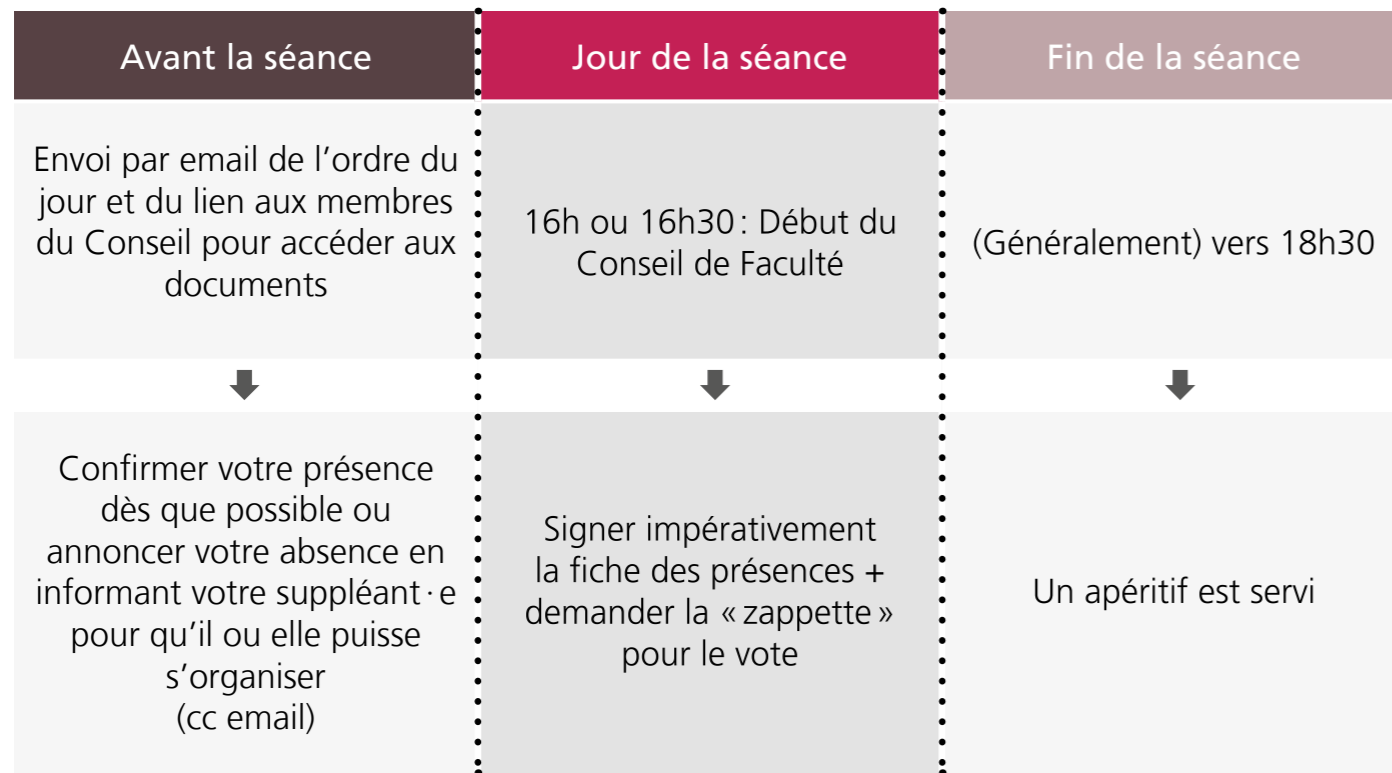 Avant la séance
Jour de la séance
Fin de la séance
Envoi par email de l’ordre du
jour et du lien aux membres
du Conseil pour accéder aux
documents
16h ou 16h30 : Début du
Conseil de Faculté
(Généralement) vers 18h30
Confirmer votre présence
dès que possible ou
annoncer votre absence en
informant votre suppléant·e
pour qu’il ou elle puisse
s’organiser
(cc email)
Signer impérativement
la fiche des présences +
demander la « zappette »
pour le vote
Un apéritif est servi